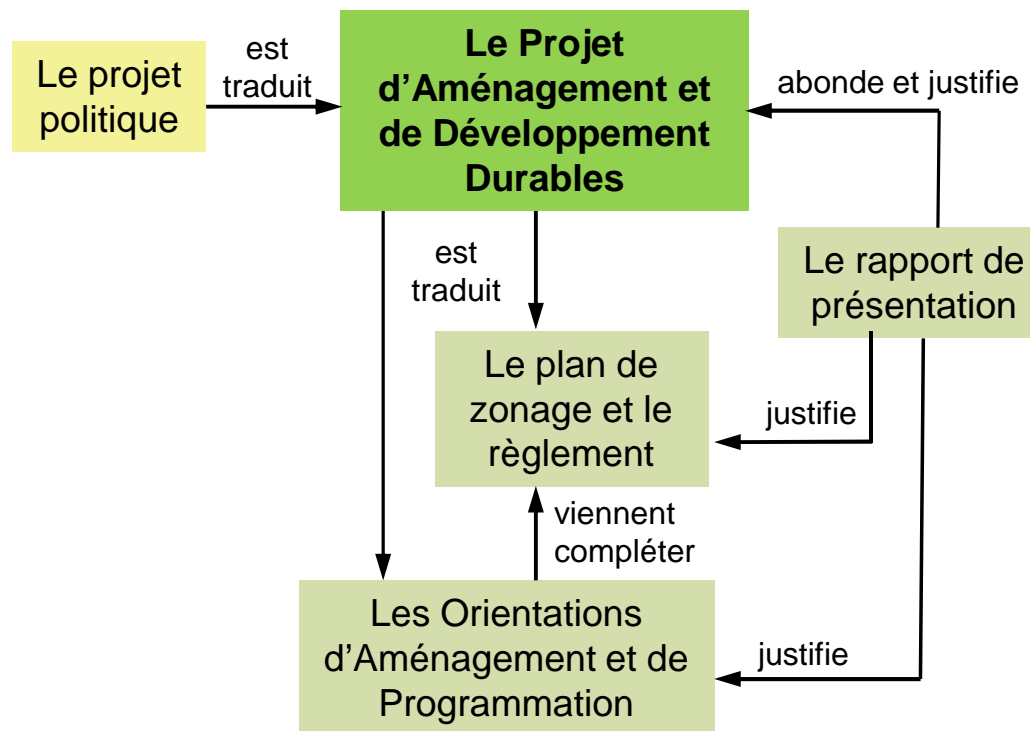 Le projet
politique
est
traduit
Le Projet
d’Aménagement et
de Développement
Durables
abonde et justifie
est
traduit
Le rapport de
présentation
Le plan de
zonage et le
règlement
justifie
viennent
compléter
Les Orientations
d’Aménagement et de
Programmation
justifie